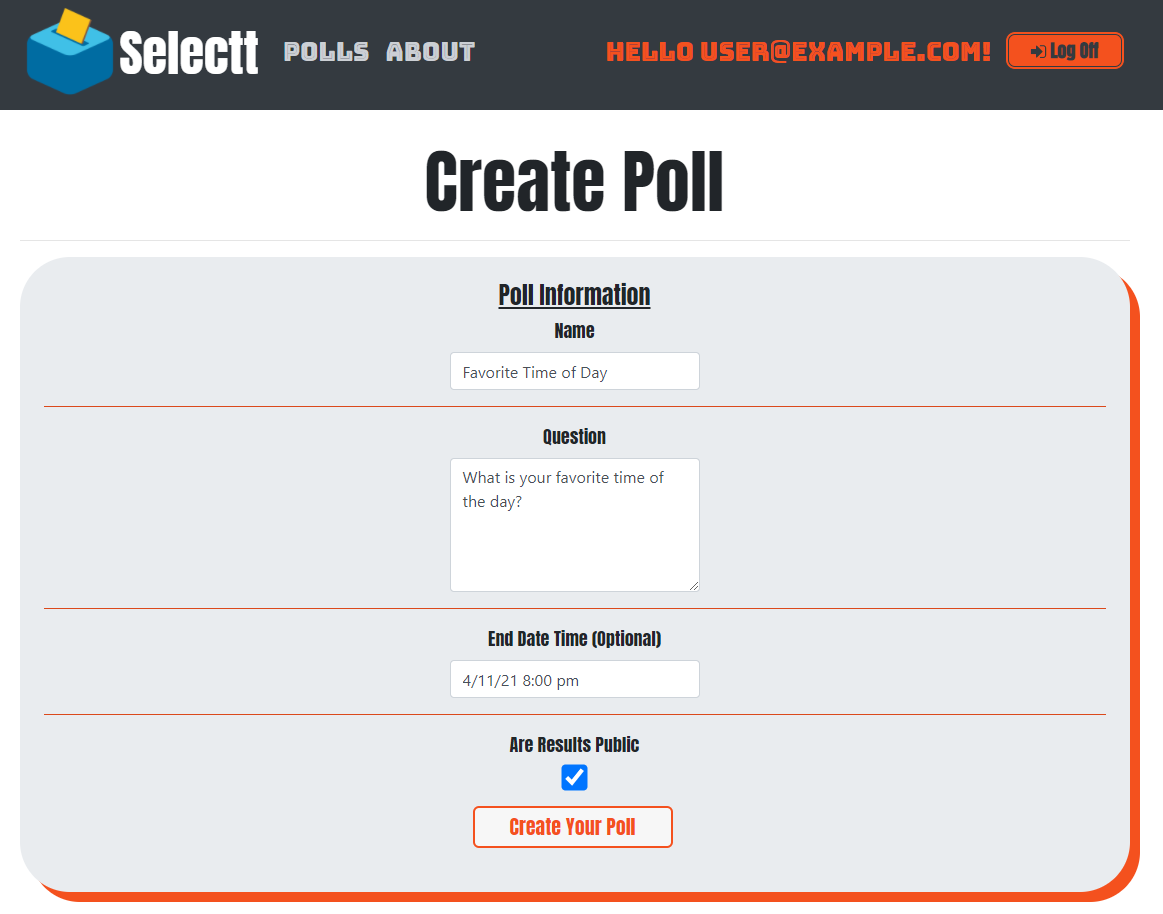 Selectt POLLS ABOUT HELLO USER@EXAMPLE.COM! Log Off
Create Poll
Poll Information
Name
Favorite Time of Day
Question
What is your favorite time of
the day?
End Date Time (Optional)
4/11/21 8:00 pm
Are Results Public
Create Your Poll